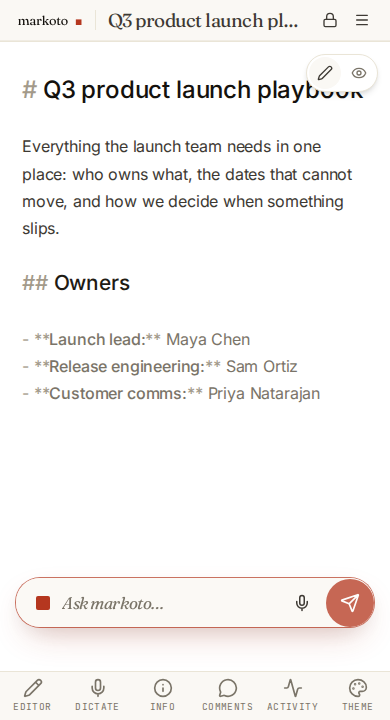 markoto
Q3 product launch pl...
# Q3 product launch playbook
Everything the launch team needs in one
place: who owns what, the dates that cannot
move, and how we decide when something
slips.
## Owners
- **Launch lead:** Maya Chen
- **Release engineering:** Sam Ortiz
- **Customer comms:** Priya Natarajan
Ask markoto...
EDITOR
DICTATE
INFO
COMMENTS
ACTIVITY
THEME